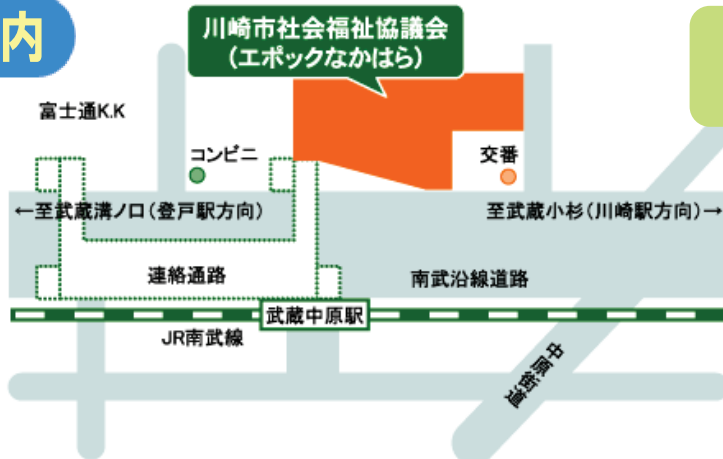 内
川崎市社会福祉協議会
(エポックなかはら)
富士通K.K
コンビニ
交番
←至武蔵溝ノ口(登戸駅方向)
至武蔵小杉(川崎駅方向)→
連絡通路
南武沿線道路
武蔵中原駅
JR南武線
中原街道